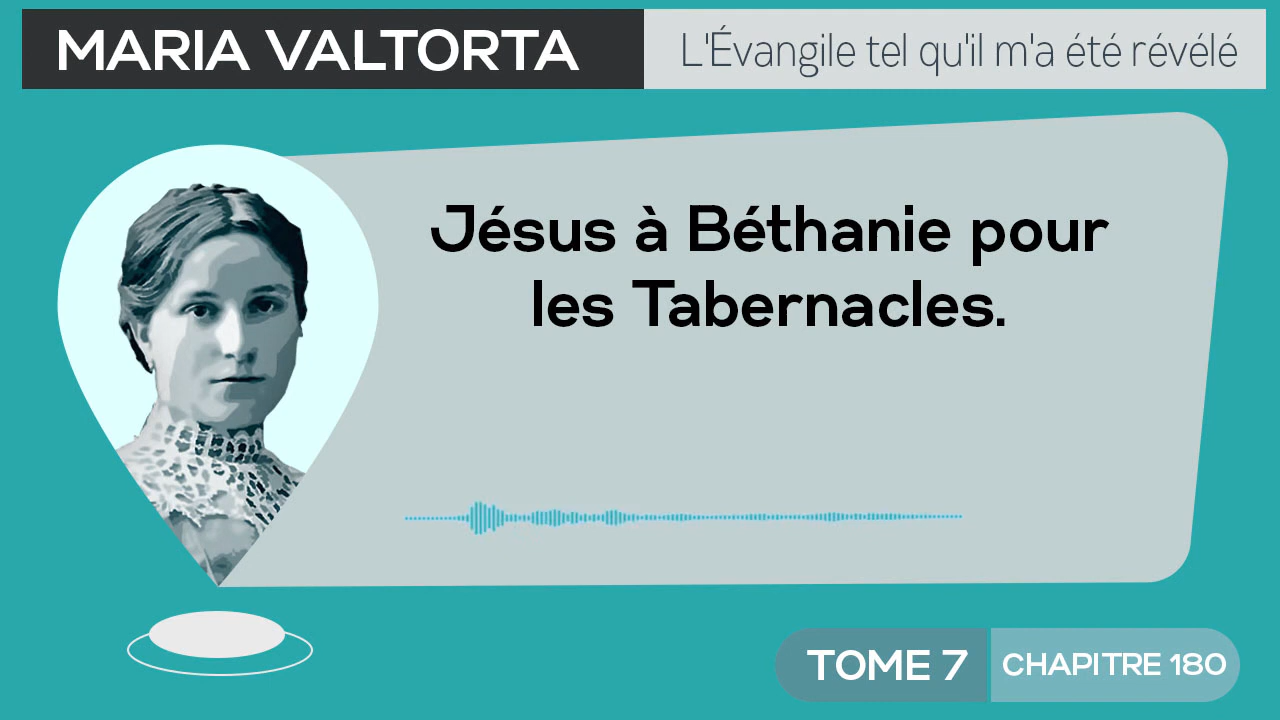 MARIA VALTORTA
L'Évangile tel qu'il m'a été révélé
Jésus à Béthanie pour
les Tabernacles.
TOME 7
CHAPITRE 180